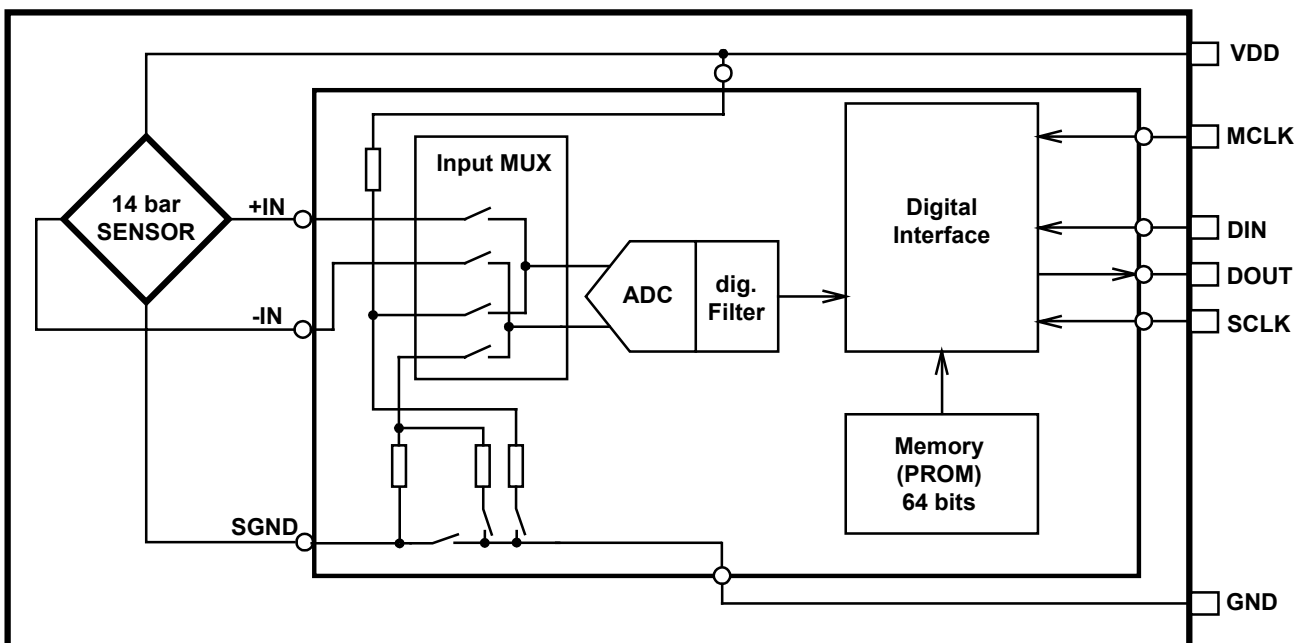 VDD
MCLK
Input MUX
14 bar
SENSOR
+IN
Digital
Interface
DIN
DOUT
ADC
dig.
Filter
-IN
SCLK
Memory
(PROM)
64 bits
SGND
GND